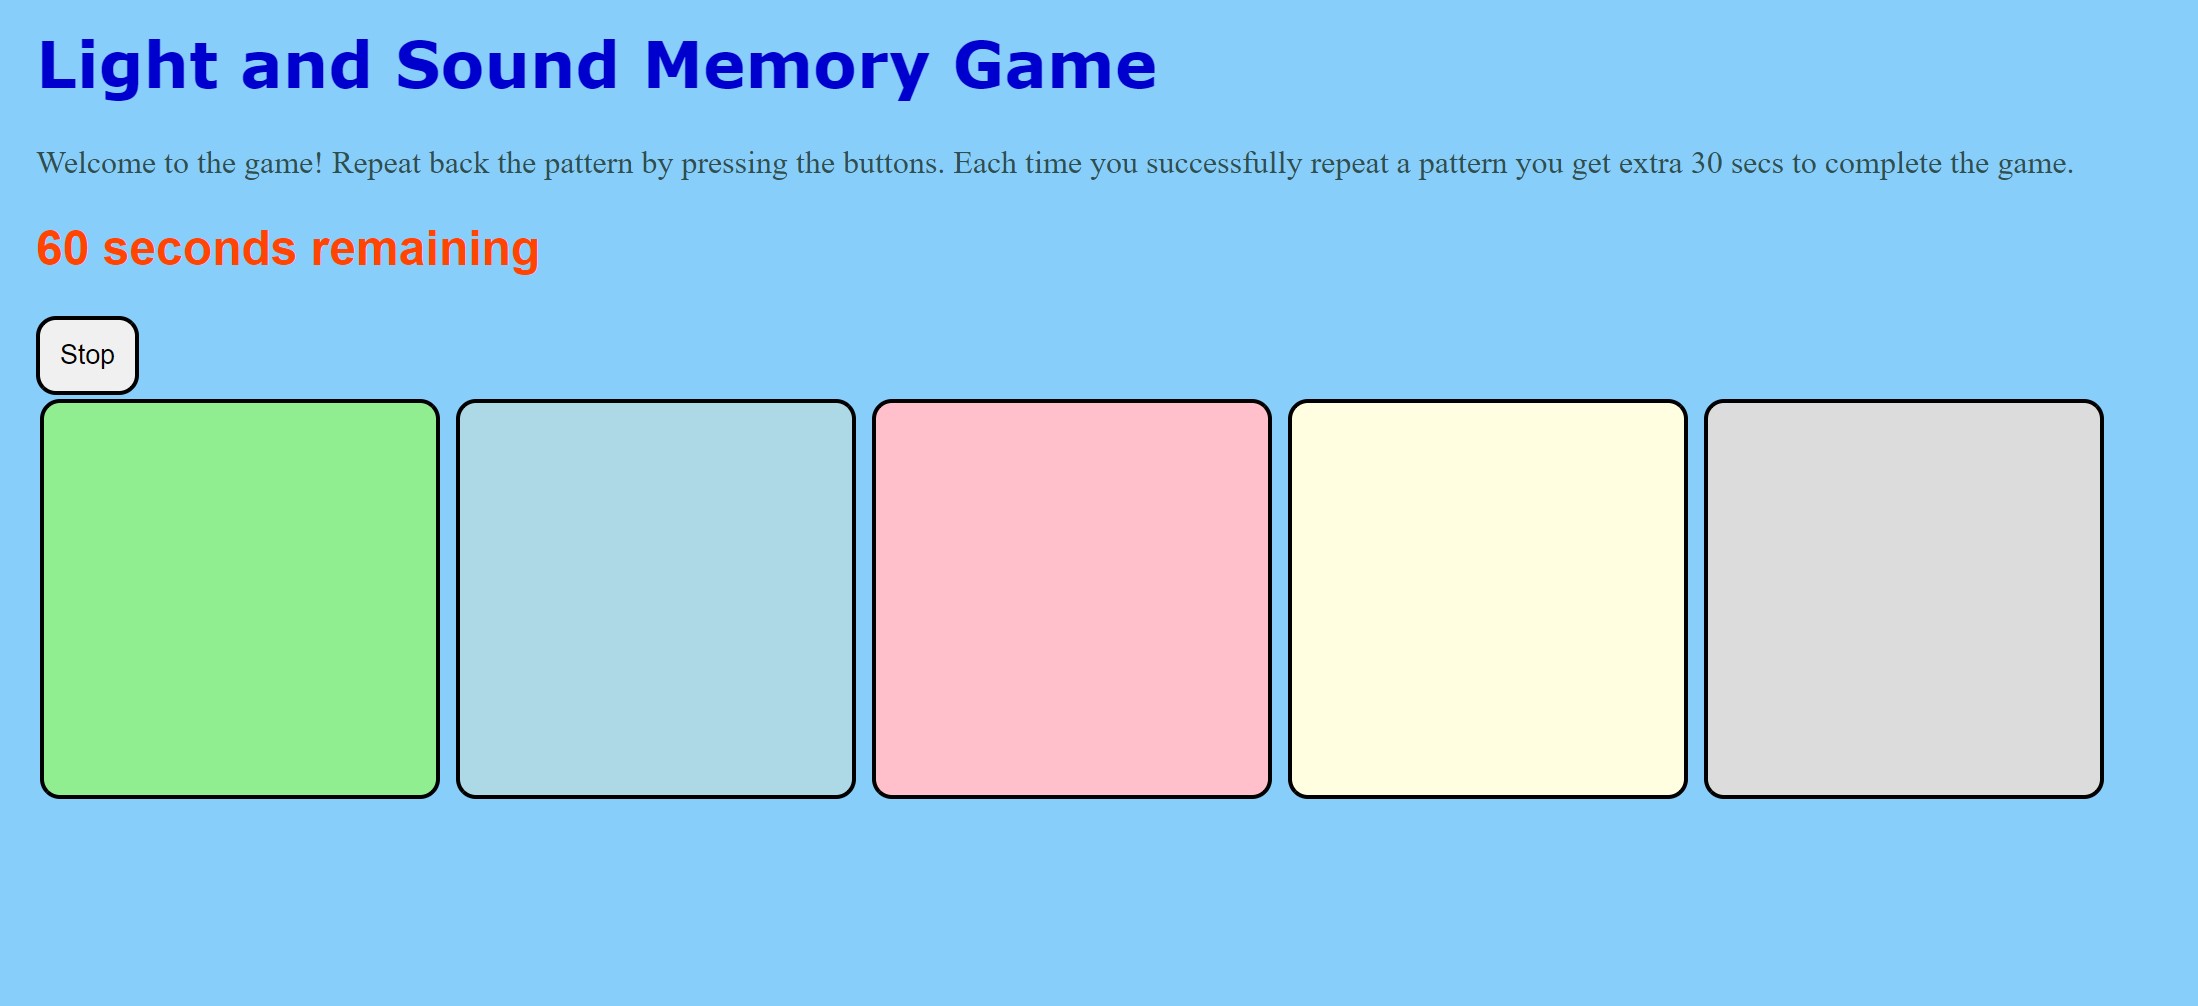 Light and Sound Memory Game
Welcome to the game! Repeat back the pattern by pressing the buttons. Each time you successfully repeat a pattern you get extra 30 secs to complete the game.
60 seconds remaining
Stop